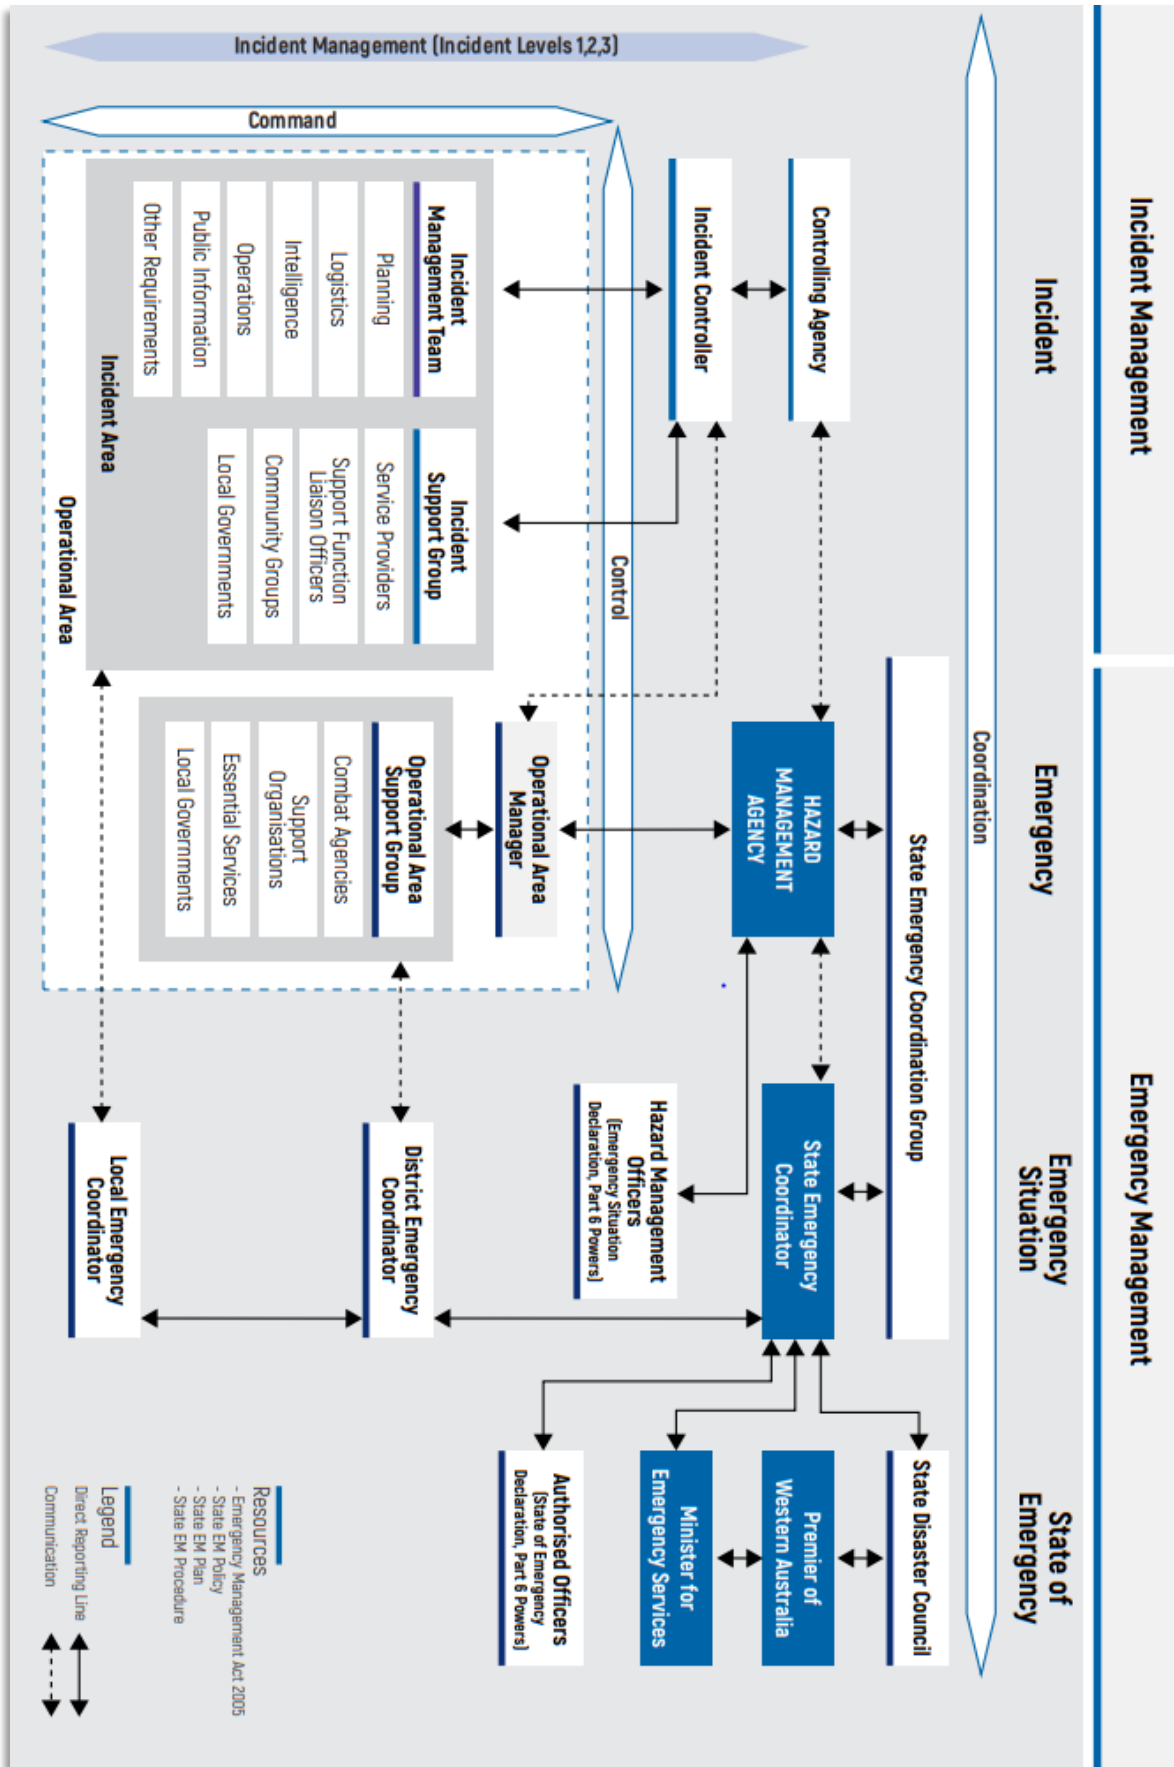 Incident Management
Emergency Management
Incident
Emergency
Emergency
Situation
State of
Emergency
Coordination
State Emergency Coordination Group
State Disaster Council
Controlling Agency
HAZARD
MANAGEMENT
AGENCY
State Emergency
Coordinator
Premier of
Western Australia
Incident Management (Incident Levels 1,2,3)
Incident Controller
Hazard Management
Officers
(Emergency Situation
Declaration, Part 6 Powers)
Minister for
Emergency Services
Control
Command
Operational Area
Manager
Authorised Officers
(State of Emergency
Declaration, Part 6 Powers)
Incident
Management Team
Planning
Logistics
Intelligence
Operations
Public Information
Other Requirements
Incident
Support Group
Service Providers
Support Function
Liaison Officers
Community Groups
Local Governments
Incident Area
Operational Area
Operational Area
Support Group
Combat Agencies
Support
Organisations
Essential Services
Local Governments
District Emergency
Coordinator
Local Emergency
Coordinator
Resources
- Emergency Management Act 2005
- State EM Policy
- State EM Plan
- State EM Procedure
Legend
Direct Reporting Line
Communication